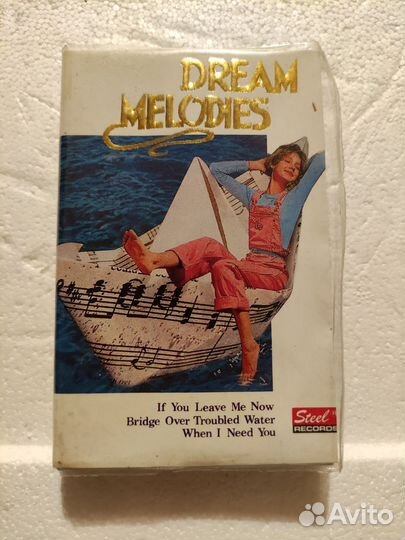 DREAM
MELODIES
If You Leave Me Now
Bridge Over Troubled Water
When I Need You
Steel
RECORDS
Avito